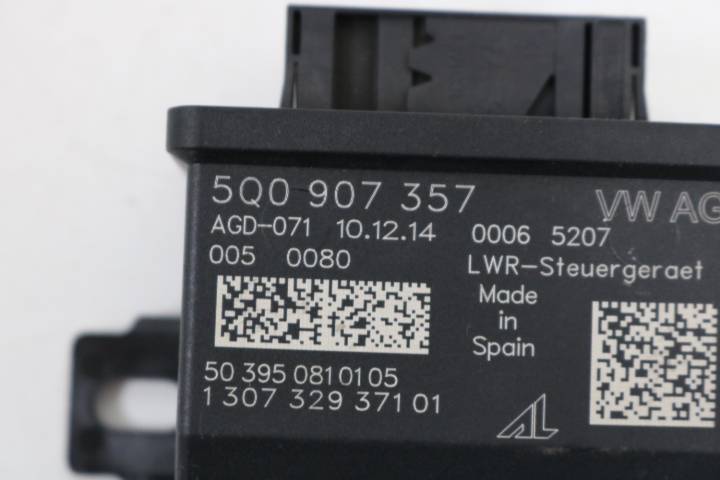 5Q0 907 357 VW AG
AGD-071 10.12.14 0006 5207
005 0080 LWR-Steuergeraet
Made
in
Spain
50 395 0810105
1 307 329 371 01
AL